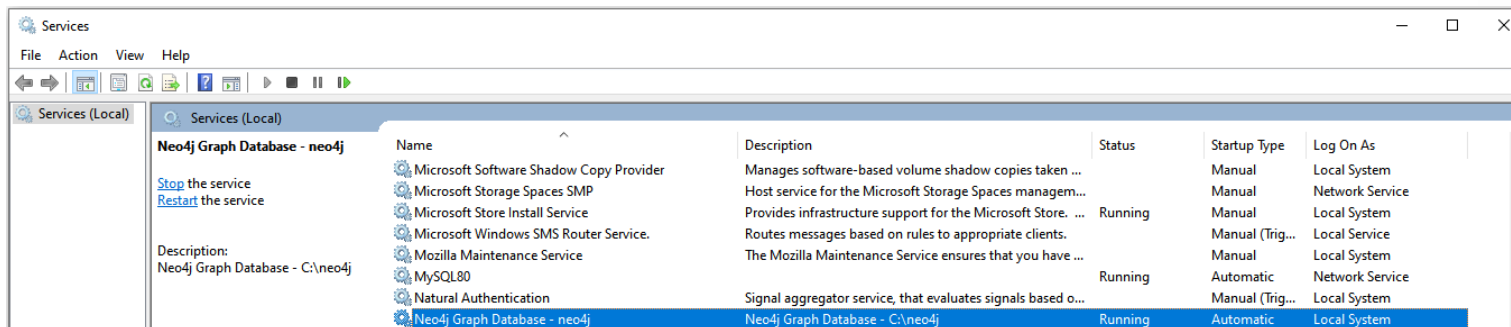 Services
File Action View Help
Services (Local)
Services (Local)
Neo4j Graph Database - neo4j
Stop the service
Restart the service
Description:
Neo4j Graph Database - C:\neo4j
Name Description Status Startup Type Log On As
Microsoft Software Shadow Copy Provider Manages software-based volume shadow copies taken ... Manual Local System
Microsoft Storage Spaces SMP Host service for the Microsoft Storage Spaces managem... Manual Network Service
Microsoft Store Install Service Provides infrastructure support for the Microsoft Store. ... Running Manual Local System
Microsoft Windows SMS Router Service. Routes messages based on rules to appropriate clients. Manual (Trig... Local Service
Mozilla Maintenance Service The Mozilla Maintenance Service ensures that you have ... Manual Local System
MySQL80 Running Automatic Network Service
Natural Authentication Signal aggregator service, that evaluates signals based o... Manual (Trig... Local System
Neo4j Graph Database - neo4j Neo4j Graph Database - C:\neo4j Running Automatic Local System